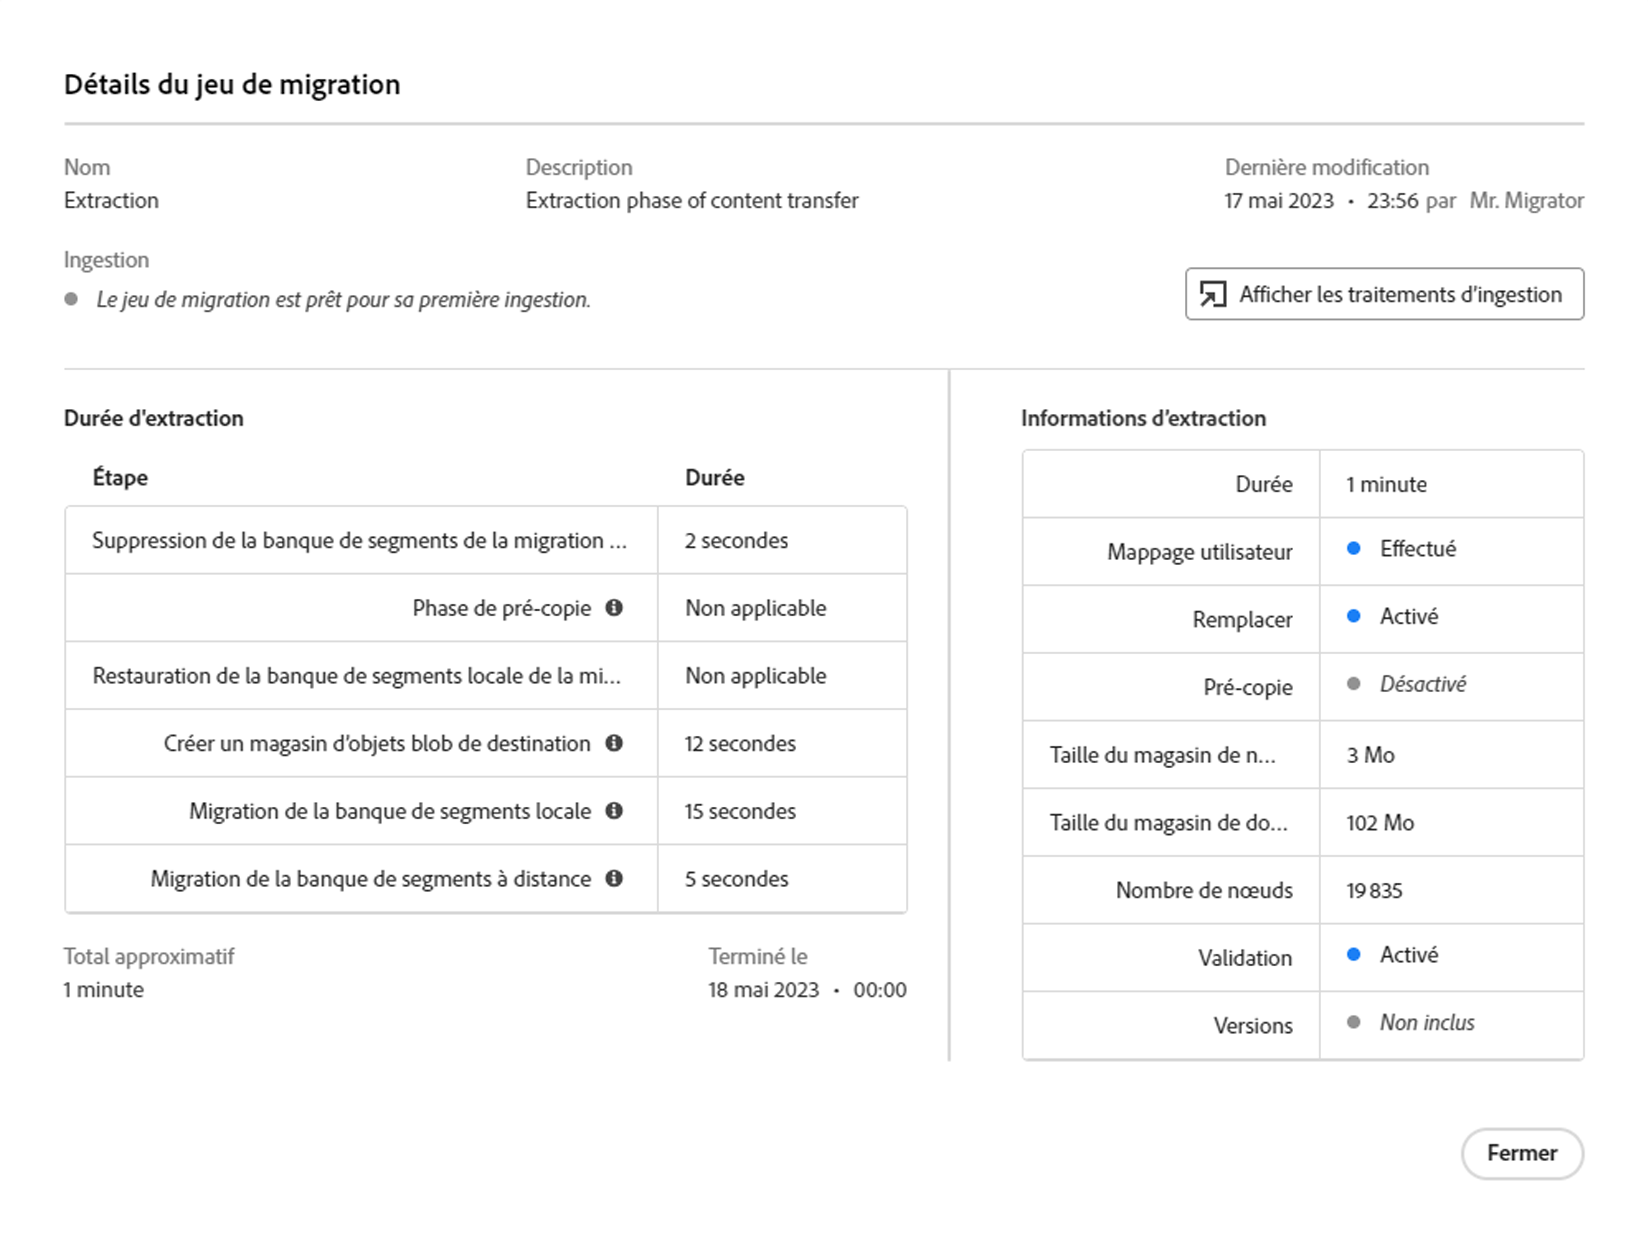 Détails du jeu de migration
Nom
Description
Dernière modification
Extraction
Extraction phase of content transfer
17 mai 2023 • 23:56 par Mr. Migrator
Ingestion
Le jeu de migration est prêt pour sa première ingestion.
Afficher les traitements d’ingestion
Durée d'extraction
Étape
Durée
Suppression de la banque de segments de la migration ...
2 secondes
Phase de pré-copie
Non applicable
Restauration de la banque de segments locale de la mi...
Non applicable
Créer un magasin d’objets blob de destination
12 secondes
Migration de la banque de segments locale
15 secondes
Migration de la banque de segments à distance
5 secondes
Total approximatif
1 minute
Terminé le
18 mai 2023 • 00:00
Informations d’extraction
Durée
1 minute
Mappage utilisateur
Effectué
Remplacer
Activé
Pré-copie
Désactivé
Taille du magasin de n...
3 Mo
Taille du magasin de do...
102 Mo
Nombre de nœuds
19 835
Validation
Activé
Versions
Non inclus
Fermer